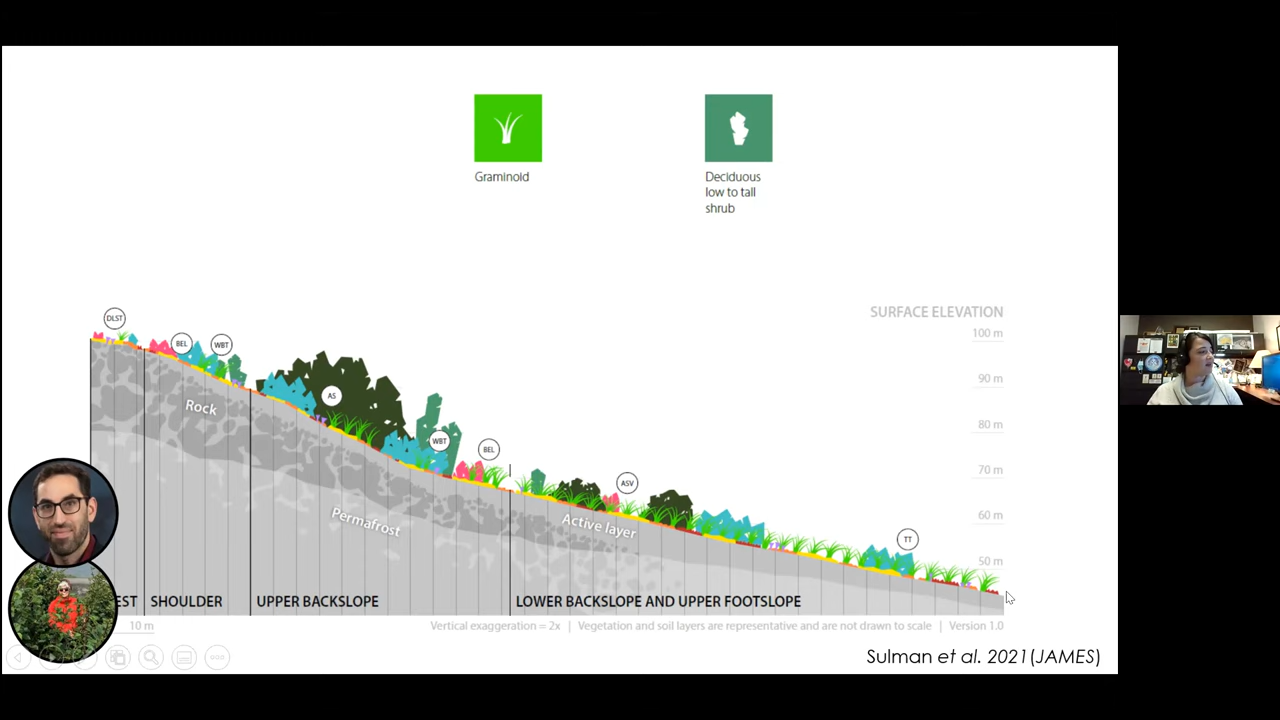 Graminoid
Deciduous
low to tall
shrub
SURFACE ELEVATION
100 m
90 m
80 m
70 m
60 m
50 m
DLST
BEL
WBT
AS
WBT
BEL
ASV
TT
Rock
Permafrost
Active layer
EST
SHOULDER
UPPER BACKSLOPE
LOWER BACKSLOPE AND UPPER FOOTSLOPE
10 m
Vertical exaggeration = 2x | Vegetation and soil layers are representative and are not drawn to scale | Version 1.0
Sulman et al. 2021(JAMES)